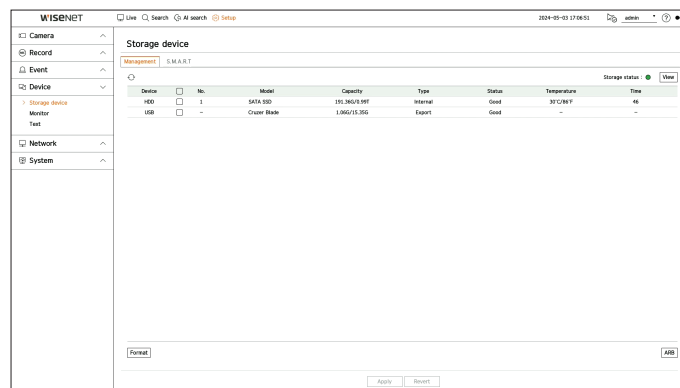 WISENET Live Search AI search Setup 2024-05-03 17:06:51 admin
Camera
Record
Event
Device
Storage device
Monitor
Text
Network
System
Storage device
Management S.M.A.R.T
Storage status : View
Device No. Model Capacity Type Status Temperature Time
HDD 1 SATA SSD 191.36G/0.99T Internal Good 30°C/86°F 46
USB – Cruzer Blade 1.06G/15.35G Export Good – –
Format ARB
Apply Revert